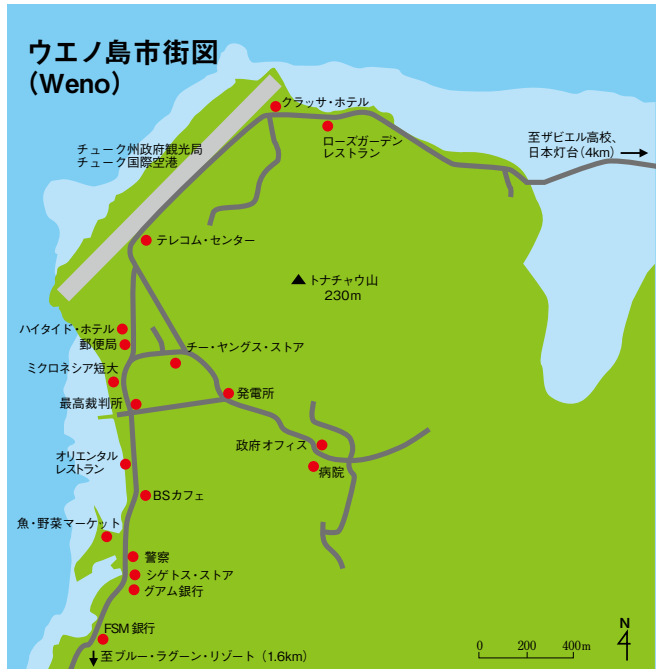 ウエノ島市街図
(Weno)
クラッサ・ホテル
ローズガーデン
レストラン
至ザビエル高校、
日本灯台(4km)
チューク州政府観光局
チューク国際空港
テレコム・センター
トナチャウ山
230m
ハイタイド・ホテル
郵便局
チー・ヤングス・ストア
ミクロネシア短大
発電所
最高裁判所
政府オフィス
オリエンタル
レストラン
病院
BSカフェ
魚・野菜マーケット
警察
シゲトス・ストア
グアム銀行
FSM 銀行
至ブルー・ラグーン・リゾート（1.6km）
N
0 200 400m